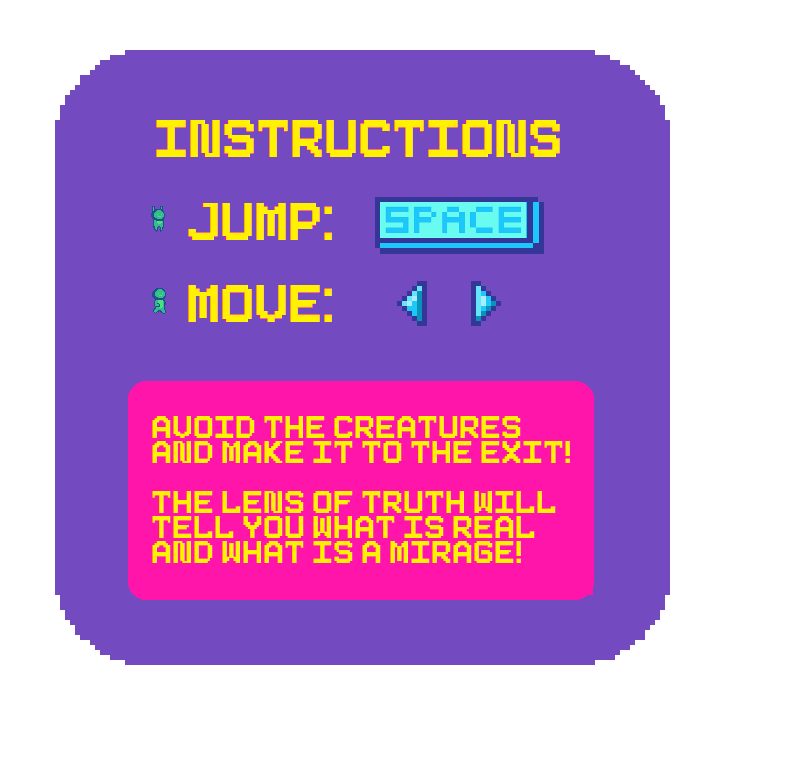 INSTRUCTIONS
JUMP: SPACE
MOVE:
AVOID THE CREATURES
AND MAKE IT TO THE EXIT!
THE LENS OF TRUTH WILL
TELL YOU WHAT IS REAL
AND WHAT IS A MIRAGE!